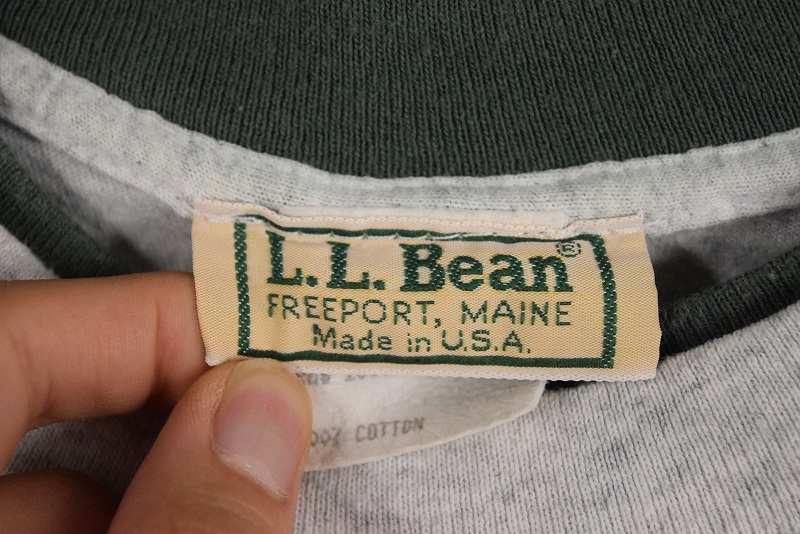 L.L. Bean®
FREEPORT, MAINE
Made in U.S.A.
COTTON